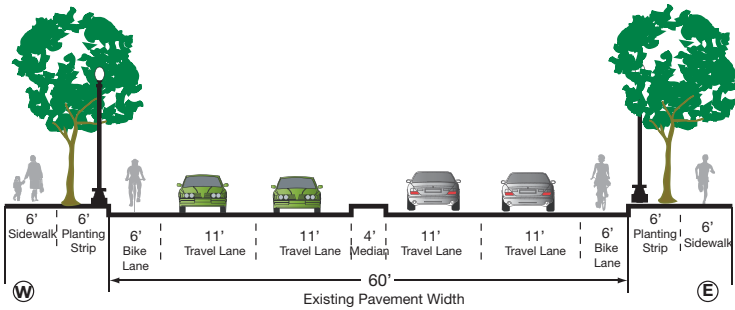 6’ Sidewalk
6’ Planting Strip
6’ Bike Lane
11’ Travel Lane
11’ Travel Lane
4’ Median
11’ Travel Lane
11’ Travel Lane
6’ Bike Lane
6’ Planting Strip
6’ Sidewalk
60’
Existing Pavement Width
W
E